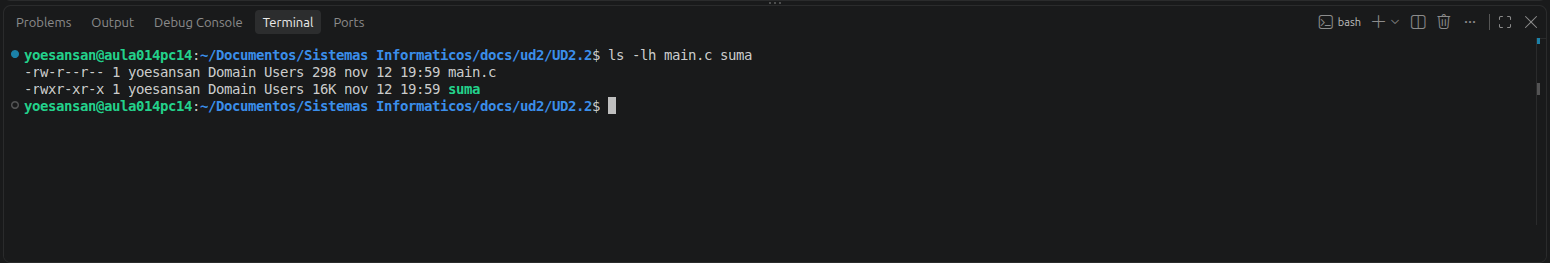 Problems Output Debug Console Terminal Ports bash
yoesansan@aula014pc14:~/Documentos/Sistemas Informaticos/docs/ud2/UD2.2$ ls -lh main.c suma
-rw-r--r-- 1 yoesansan Domain Users 298 nov 12 19:59 main.c
-rwxr-xr-x 1 yoesansan Domain Users 16K nov 12 19:59 suma
yoesansan@aula014pc14:~/Documentos/Sistemas Informaticos/docs/ud2/UD2.2$